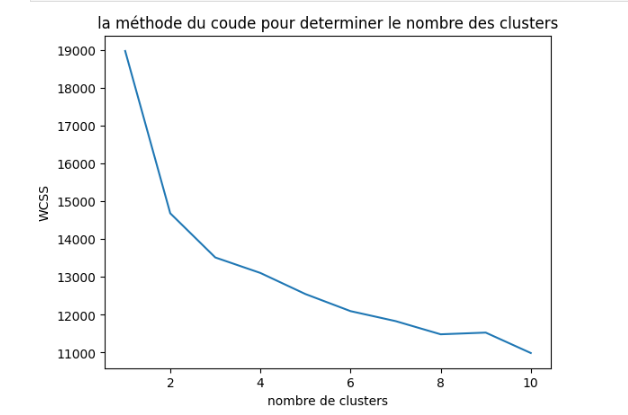 la méthode du coude pour determiner le nombre des clusters
19000
18000
17000
16000
15000
14000
13000
12000
11000
WCSS
2 4 6 8 10
nombre de clusters